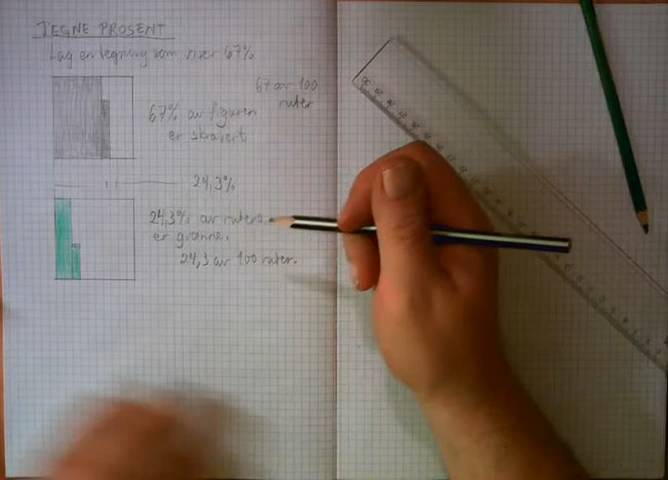 TEGNE PROSENT
Lag en tegning som viser 67%
67 av 100
ruter
67% av figuren
er skravert
24,3%
24,3% av rutene
er grønne.
24,3 av 100 ruter.